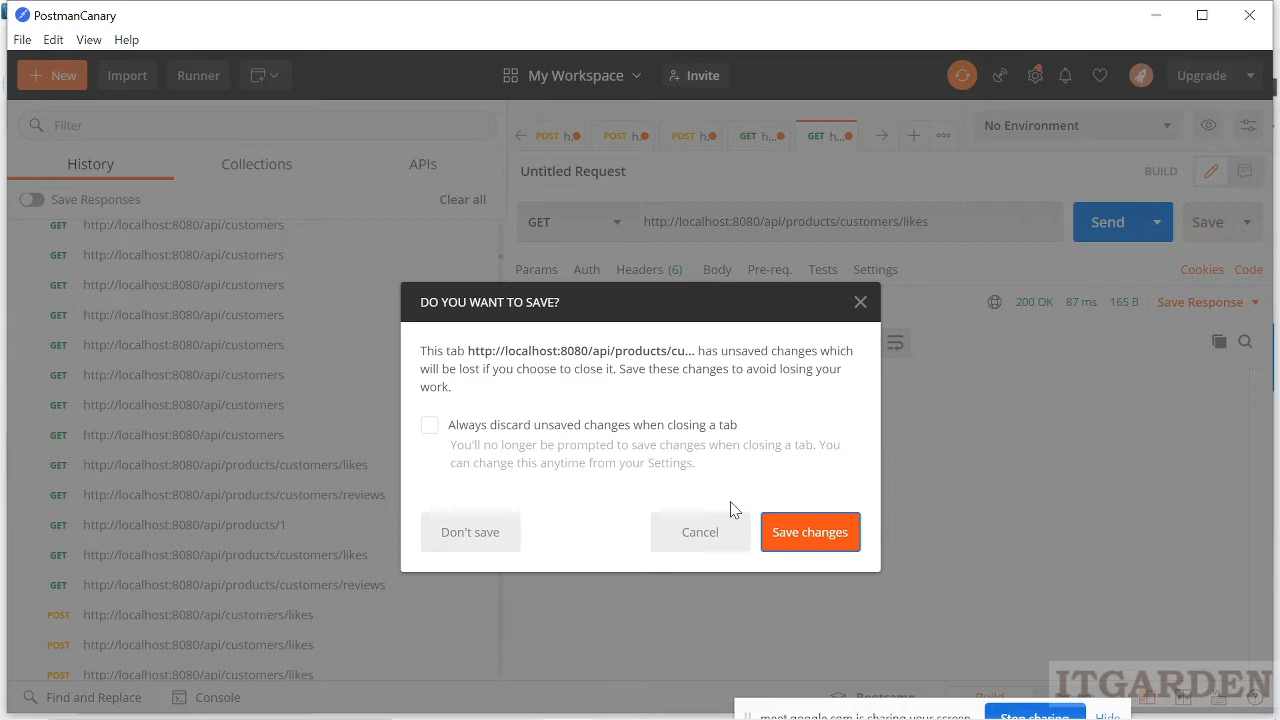 PostmanCanary
File Edit View Help
New Import Runner My Workspace Invite Upgrade
Filter
History Collections APIs
Save Responses Clear all
GET http://localhost:8080/api/customers
GET http://localhost:8080/api/customers
GET http://localhost:8080/api/customers
GET http://localhost:8080/api/customers
GET http://localhost:8080/api/customers
GET http://localhost:8080/api/customers
GET http://localhost:8080/api/customers
GET http://localhost:8080/api/customers
GET http://localhost:8080/api/products/customers/likes
GET http://localhost:8080/api/products/customers/reviews
GET http://localhost:8080/api/products/1
GET http://localhost:8080/api/products/customers/likes
GET http://localhost:8080/api/products/customers/reviews
POST http://localhost:8080/api/customers/likes
POST http://localhost:8080/api/customers/likes
POST http://localhost:8080/api/customers/likes
POST h. POST h. POST h. GET h... GET h... No Environment
Untitled Request BUILD
GET http://localhost:8080/api/products/customers/likes Send Save
Params Auth Headers (6) Body Pre-req. Tests Settings Cookies Code
200 OK 87 ms 165 B Save Response
DO YOU WANT TO SAVE?
This tab http://localhost:8080/api/products/cu... has unsaved changes which
will be lost if you choose to close it. Save these changes to avoid losing your
work.
Always discard unsaved changes when closing a tab
You'll no longer be prompted to save changes when closing a tab. You
can change this anytime from your Settings.
Don't save Cancel Save changes
Find and Replace Console Bootcamp Build
ITGARDEN
meet.google.com is sharing your screen. Stop sharing Hide